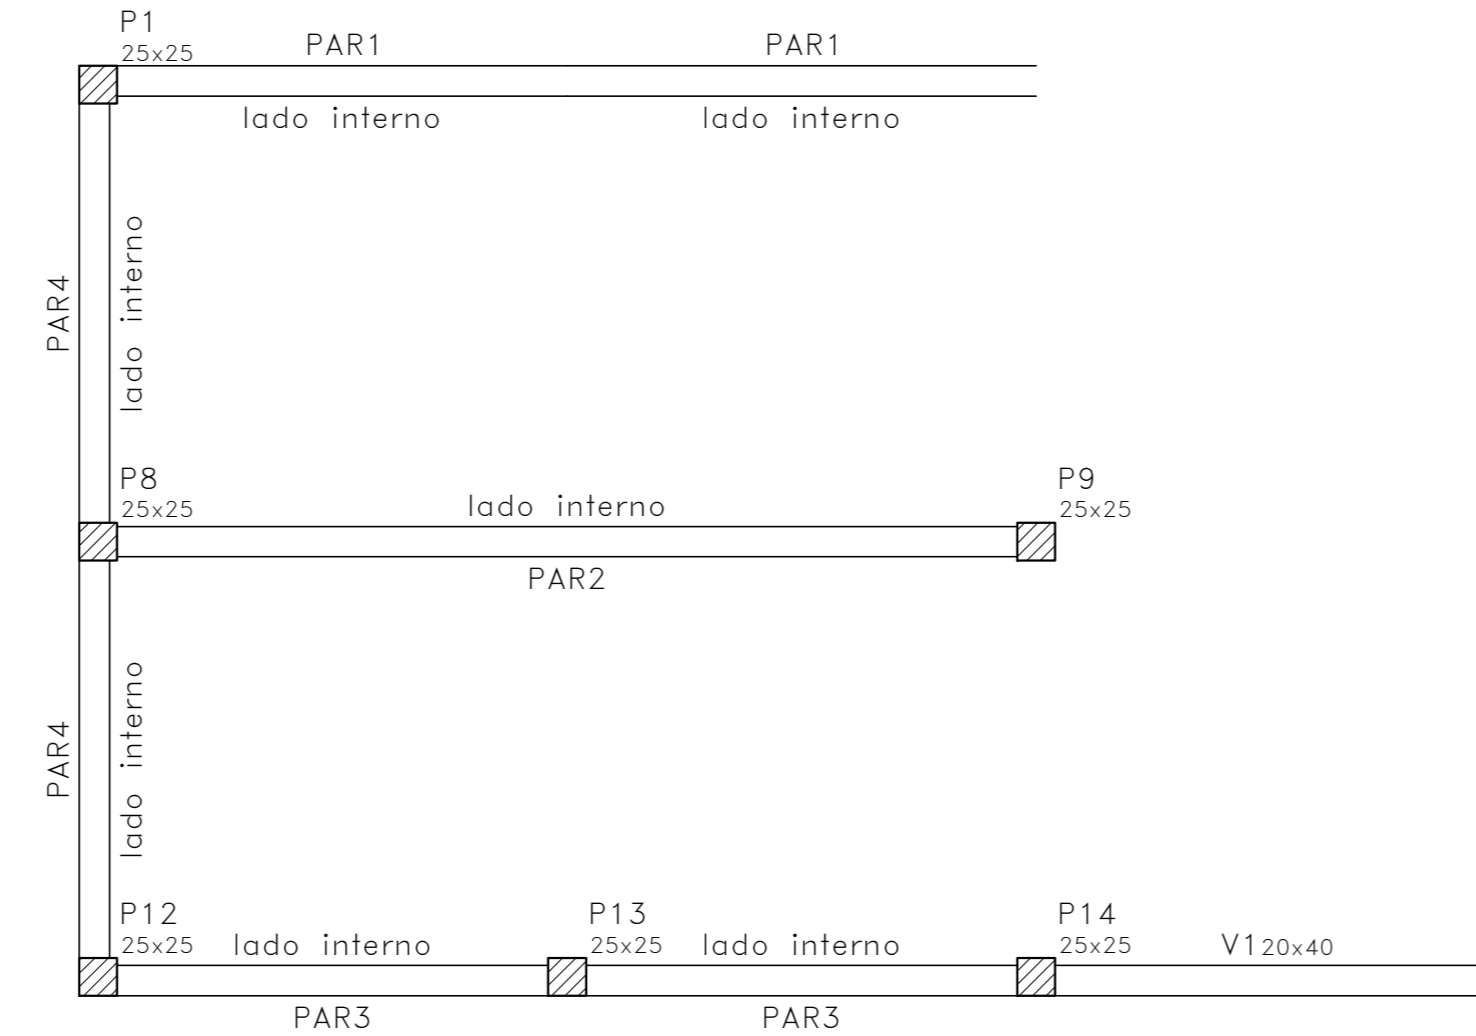 P1
25x25
PAR1
PAR1
lado interno
lado interno
PAR4
lado interno
P8
25x25
lado interno
P9
25x25
PAR2
PAR4
lado interno
P12
25x25
lado interno
P13
25x25
lado interno
P14
25x25
V1 20x40
PAR3
PAR3